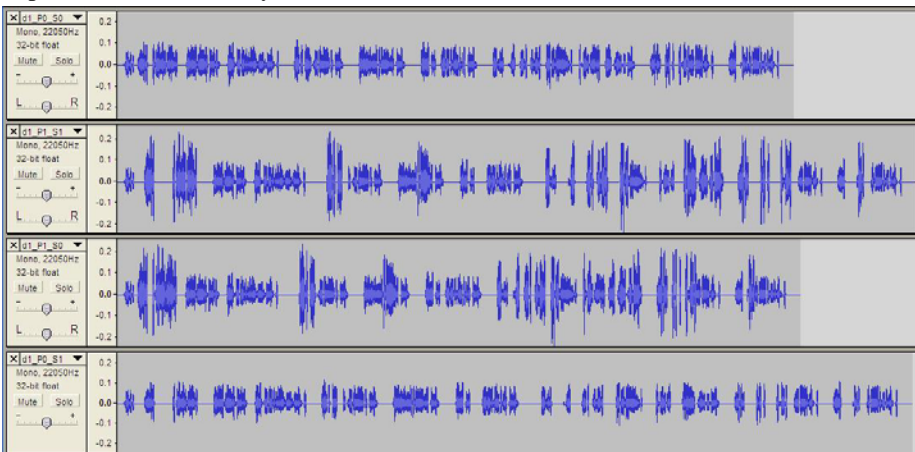 d1_P0_S0
Mono, 22050Hz
32-bit float
Mute Solo
- +
L R
0.2
0.1
0.0
-0.1
-0.2
d1_P1_S1
Mono, 22050Hz
32-bit float
Mute Solo
- +
L R
0.2
0.1
0.0
-0.1
-0.2
d1_P1_S0
Mono, 22050Hz
32-bit float
Mute Solo
- +
L R
0.2
0.1
0.0
-0.1
-0.2
d1_P0_S1
Mono, 22050Hz
32-bit float
Mute Solo
- +
0.2
0.1
0.0
-0.1
-0.2